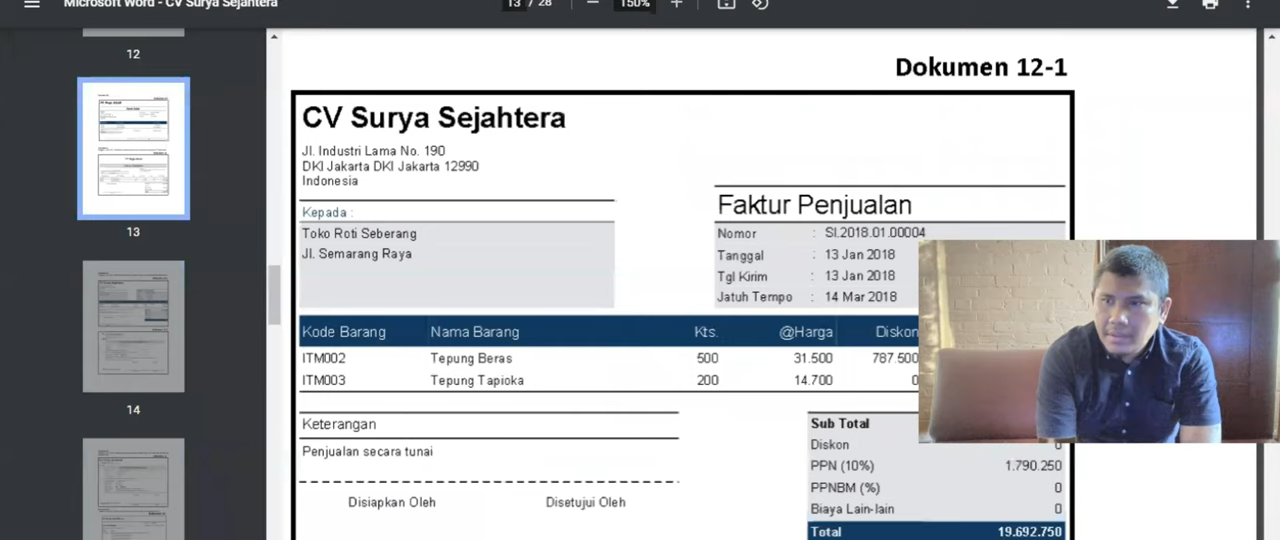 Microsoft Word - CV Surya Sejahtera
13 / 28
150%
12
13
14
Dokumen 12-1
CV Surya Sejahtera
Jl. Industri Lama No. 190
DKI Jakarta DKI Jakarta 12990
Indonesia
Kepada :
Toko Roti Seberang
Jl. Semarang Raya
Faktur Penjualan
Nomor : SI.2018.01.00004
Tanggal : 13 Jan 2018
Tgl Kirim : 13 Jan 2018
Jatuh Tempo : 14 Mar 2018
Kode Barang Nama Barang Kts. @Harga Diskon
ITM002 Tepung Beras 500 31.500 787.500
ITM003 Tepung Tapioka 200 14.700 0
Keterangan
Penjualan secara tunai
Disiapkan Oleh Disetujui Oleh
Sub Total
Diskon 0
PPN (10%) 1.790.250
PPNBM (%) 0
Biaya Lain-lain 0
Total 19.692.750